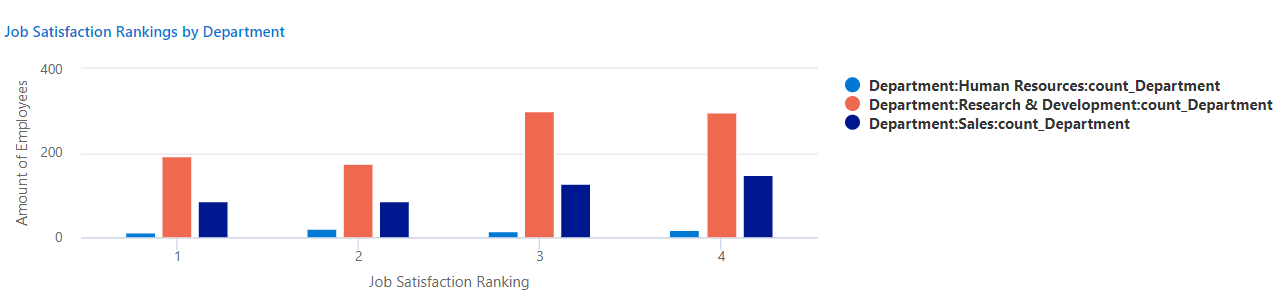 Job Satisfaction Rankings by Department
Amount of Employees
400
200
0
1
2
3
4
Job Satisfaction Ranking
Department:Human Resources:count_Department
Department:Research & Development:count_Department
Department:Sales:count_Department